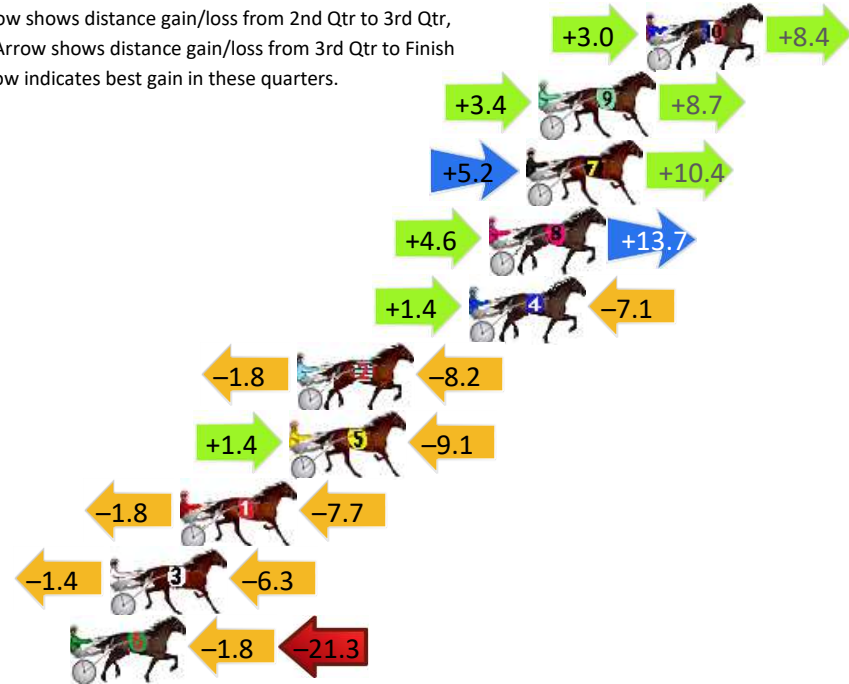 ow shows distance gain/loss from 2nd Qtr to 3rd Qtr,
Arrow shows distance gain/loss from 3rd Qtr to Finish
ow indicates best gain in these quarters.
+3.0 10 +8.4
+3.4 9 +8.7
+5.2 7 +10.4
+4.6 8 +13.7
+1.4 4 –7.1
–1.8 2 –8.2
+1.4 5 –9.1
–1.8 1 –7.7
–1.4 3 –6.3
6 –1.8 –21.3